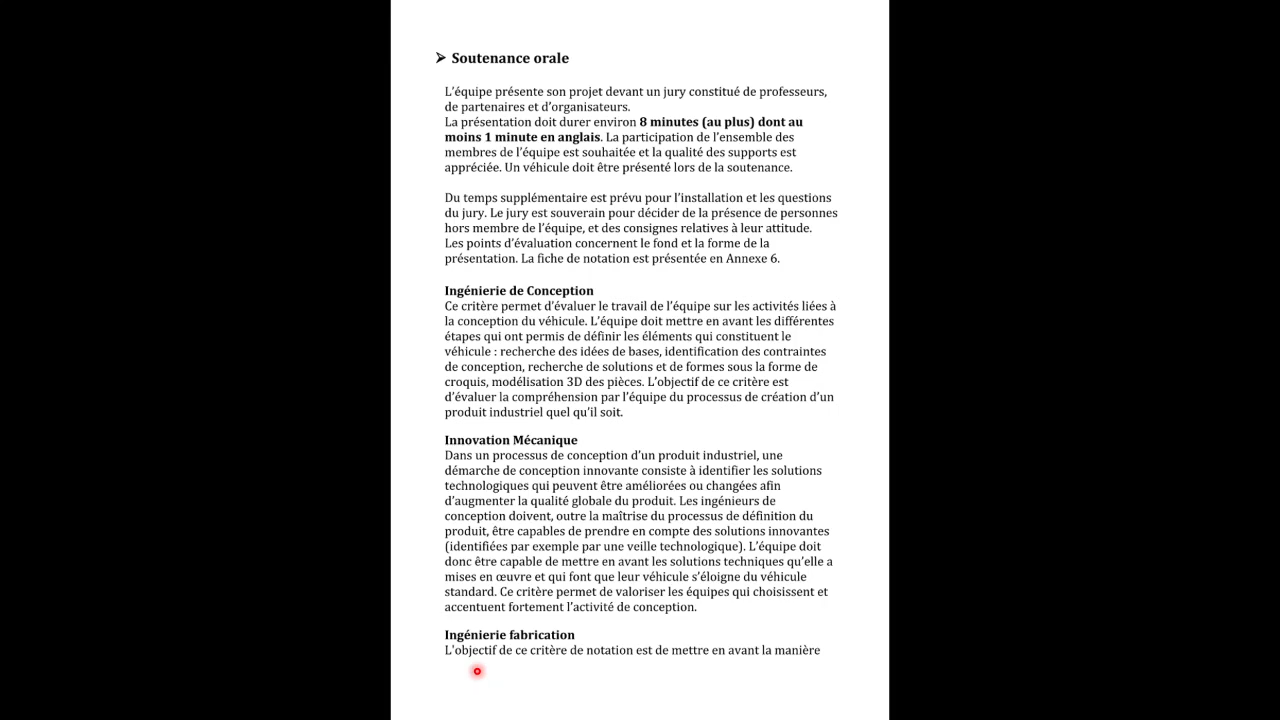 ➢ Soutenance orale
L’équipe présente son projet devant un jury constitué de professeurs,
de partenaires et d’organisateurs.
La présentation doit durer environ 8 minutes (au plus) dont au
moins 1 minute en anglais. La participation de l’ensemble des
membres de l’équipe est souhaitée et la qualité des supports est
appréciée. Un véhicule doit être présenté lors de la soutenance.
Du temps supplémentaire est prévu pour l’installation et les questions
du jury. Le jury est souverain pour décider de la présence de personnes
hors membre de l’équipe, et des consignes relatives à leur attitude.
Les points d’évaluation concernent le fond et la forme de la
présentation. La fiche de notation est présentée en Annexe 6.
Ingénierie de Conception
Ce critère permet d’évaluer le travail de l’équipe sur les activités liées à
la conception du véhicule. L’équipe doit mettre en avant les différentes
étapes qui ont permis de définir les éléments qui constituent le
véhicule : recherche des idées de bases, identification des contraintes
de conception, recherche de solutions et de formes sous la forme de
croquis, modélisation 3D des pièces. L’objectif de ce critère est
d’évaluer la compréhension par l’équipe du processus de création d’un
produit industriel quel qu’il soit.
Innovation Mécanique
Dans un processus de conception d’un produit industriel, une
démarche de conception innovante consiste à identifier les solutions
technologiques qui peuvent être améliorées ou changées afin
d’augmenter la qualité globale du produit. Les ingénieurs de
conception doivent, outre la maîtrise du processus de définition du
produit, être capables de prendre en compte des solutions innovantes
(identifiées par exemple par une veille technologique). L’équipe doit
donc être capable de mettre en avant les solutions techniques qu’elle a
mises en œuvre et qui font que leur véhicule s’éloigne du véhicule
standard. Ce critère permet de valoriser les équipes qui choisissent et
accentuent fortement l’activité de conception.
Ingénierie fabrication
L'objectif de ce critère de notation est de mettre en avant la manière